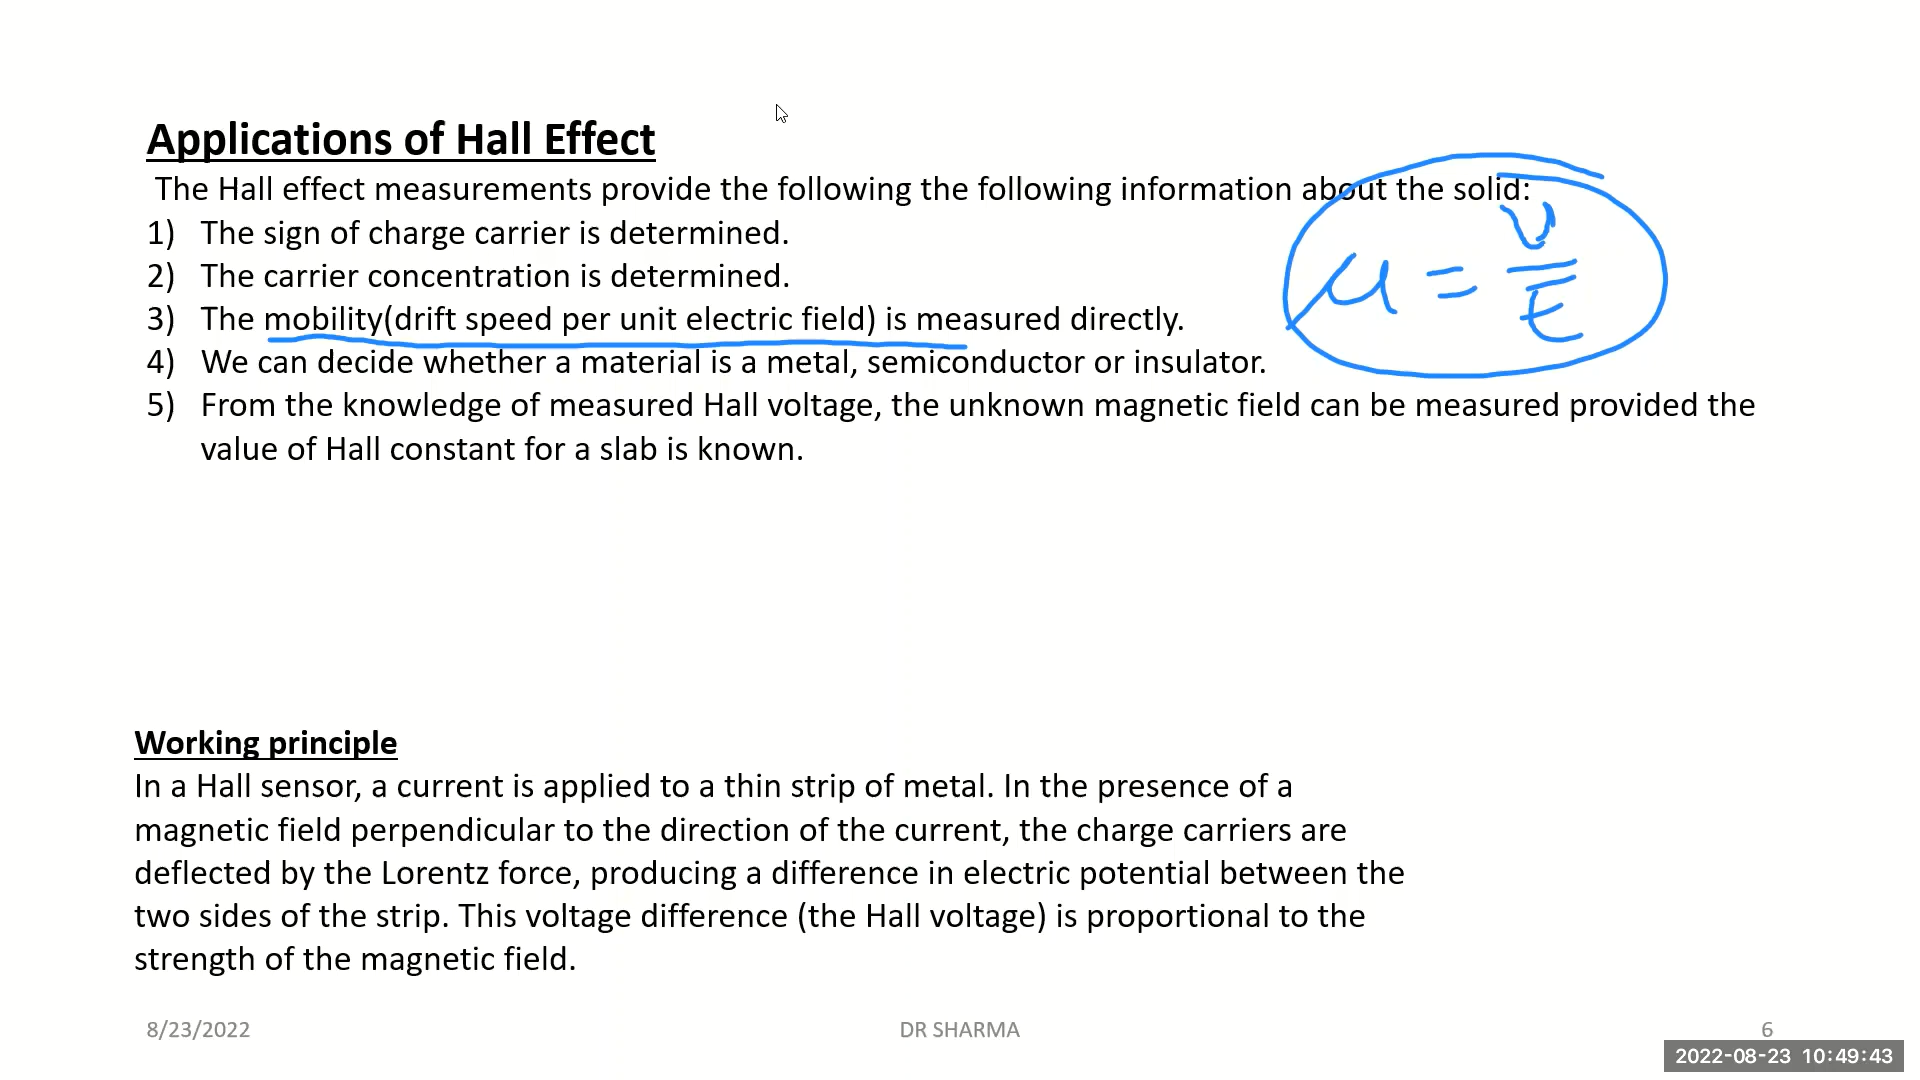 Applications of Hall Effect
The Hall effect measurements provide the following the following information about the solid:
1) The sign of charge carrier is determined.
2) The carrier concentration is determined.
3) The mobility(drift speed per unit electric field) is measured directly.
μ = v/E
4) We can decide whether a material is a metal, semiconductor or insulator.
5) From the knowledge of measured Hall voltage, the unknown magnetic field can be measured provided the
value of Hall constant for a slab is known.
Working principle
In a Hall sensor, a current is applied to a thin strip of metal. In the presence of a
magnetic field perpendicular to the direction of the current, the charge carriers are
deflected by the Lorentz force, producing a difference in electric potential between the
two sides of the strip. This voltage difference (the Hall voltage) is proportional to the
strength of the magnetic field.
8/23/2022
DR SHARMA
6
2022-08-23 10:49:43